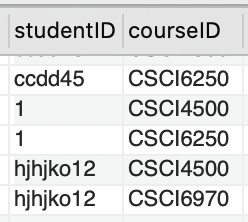 studentID courseID
ccdd45 CSCI6250
1 CSCI4500
1 CSCI6250
hjhjko12 CSCI4500
hjhjko12 CSCI6970